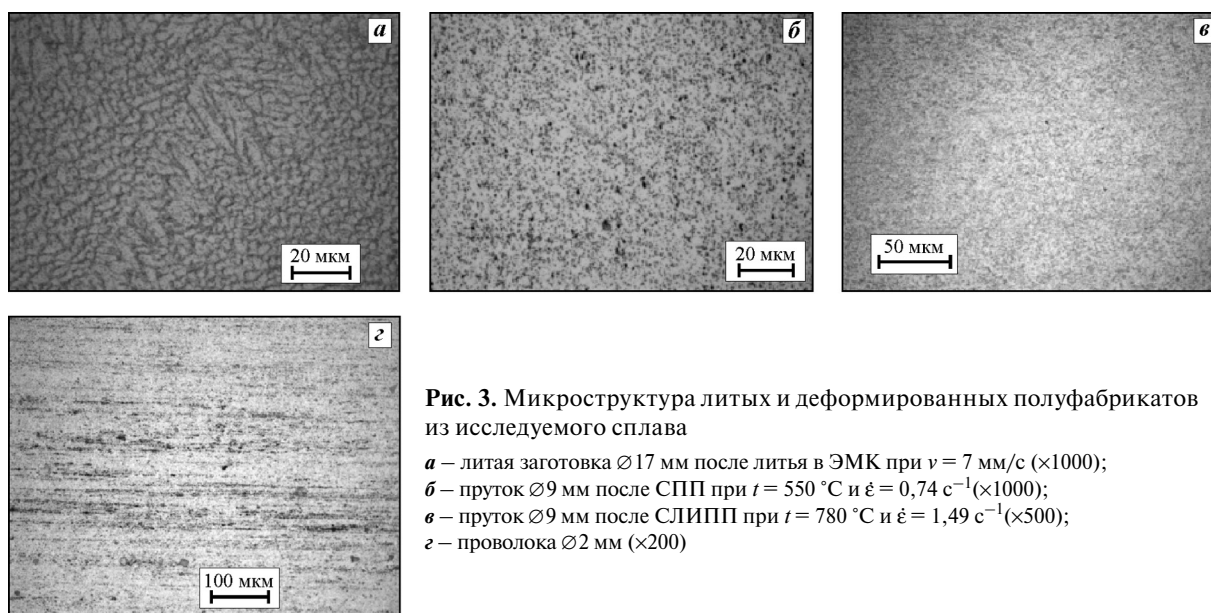 а
20 мкм
б
20 мкм
в
50 мкм
г
100 мкм
Рис. 3. Микроструктура литых и деформированных полуфабрикатов
из исследуемого сплава
а – литая заготовка ∅17 мм после литья в ЭМК при v = 7 мм/с (×1000);
б – пруток ∅9 мм после СПП при t = 550 °C и ε̇ = 0,74 с⁻¹(×1000);
в – пруток ∅9 мм после СЛИПП при t = 780 °C и ε̇ = 1,49 с⁻¹(×500);
г – проволока ∅2 мм (×200)